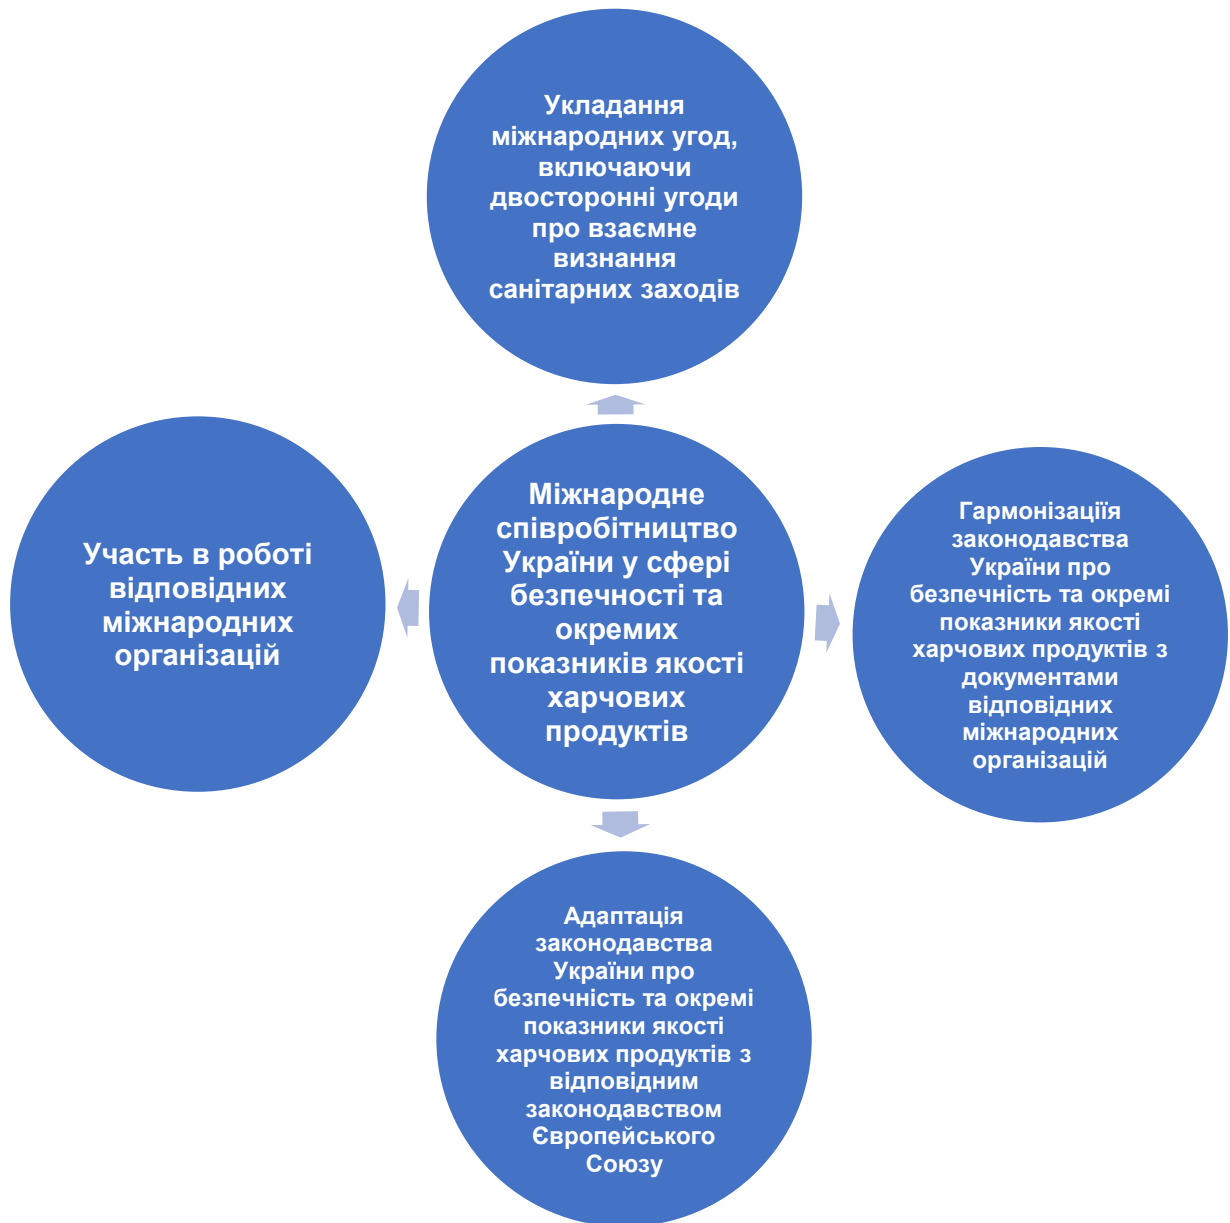 Укладання
міжнародних угод,
включаючи
двосторонні угоди
про взаємне
визнання
санітарних заходів
Участь в роботі
відповідних
міжнародних
організацій
Міжнародне
співробітництво
України у сфері
безпечності та
окремих
показників якості
харчових
продуктів
Гармонізаціїя
законодавства
України про
безпечність та окремі
показники якості
харчових продуктів з
документами
відповідних
міжнародних
організацій
Адаптація
законодавства
України про
безпечність та окремі
показники якості
харчових продуктів з
відповідним
законодавством
Європейського
Союзу